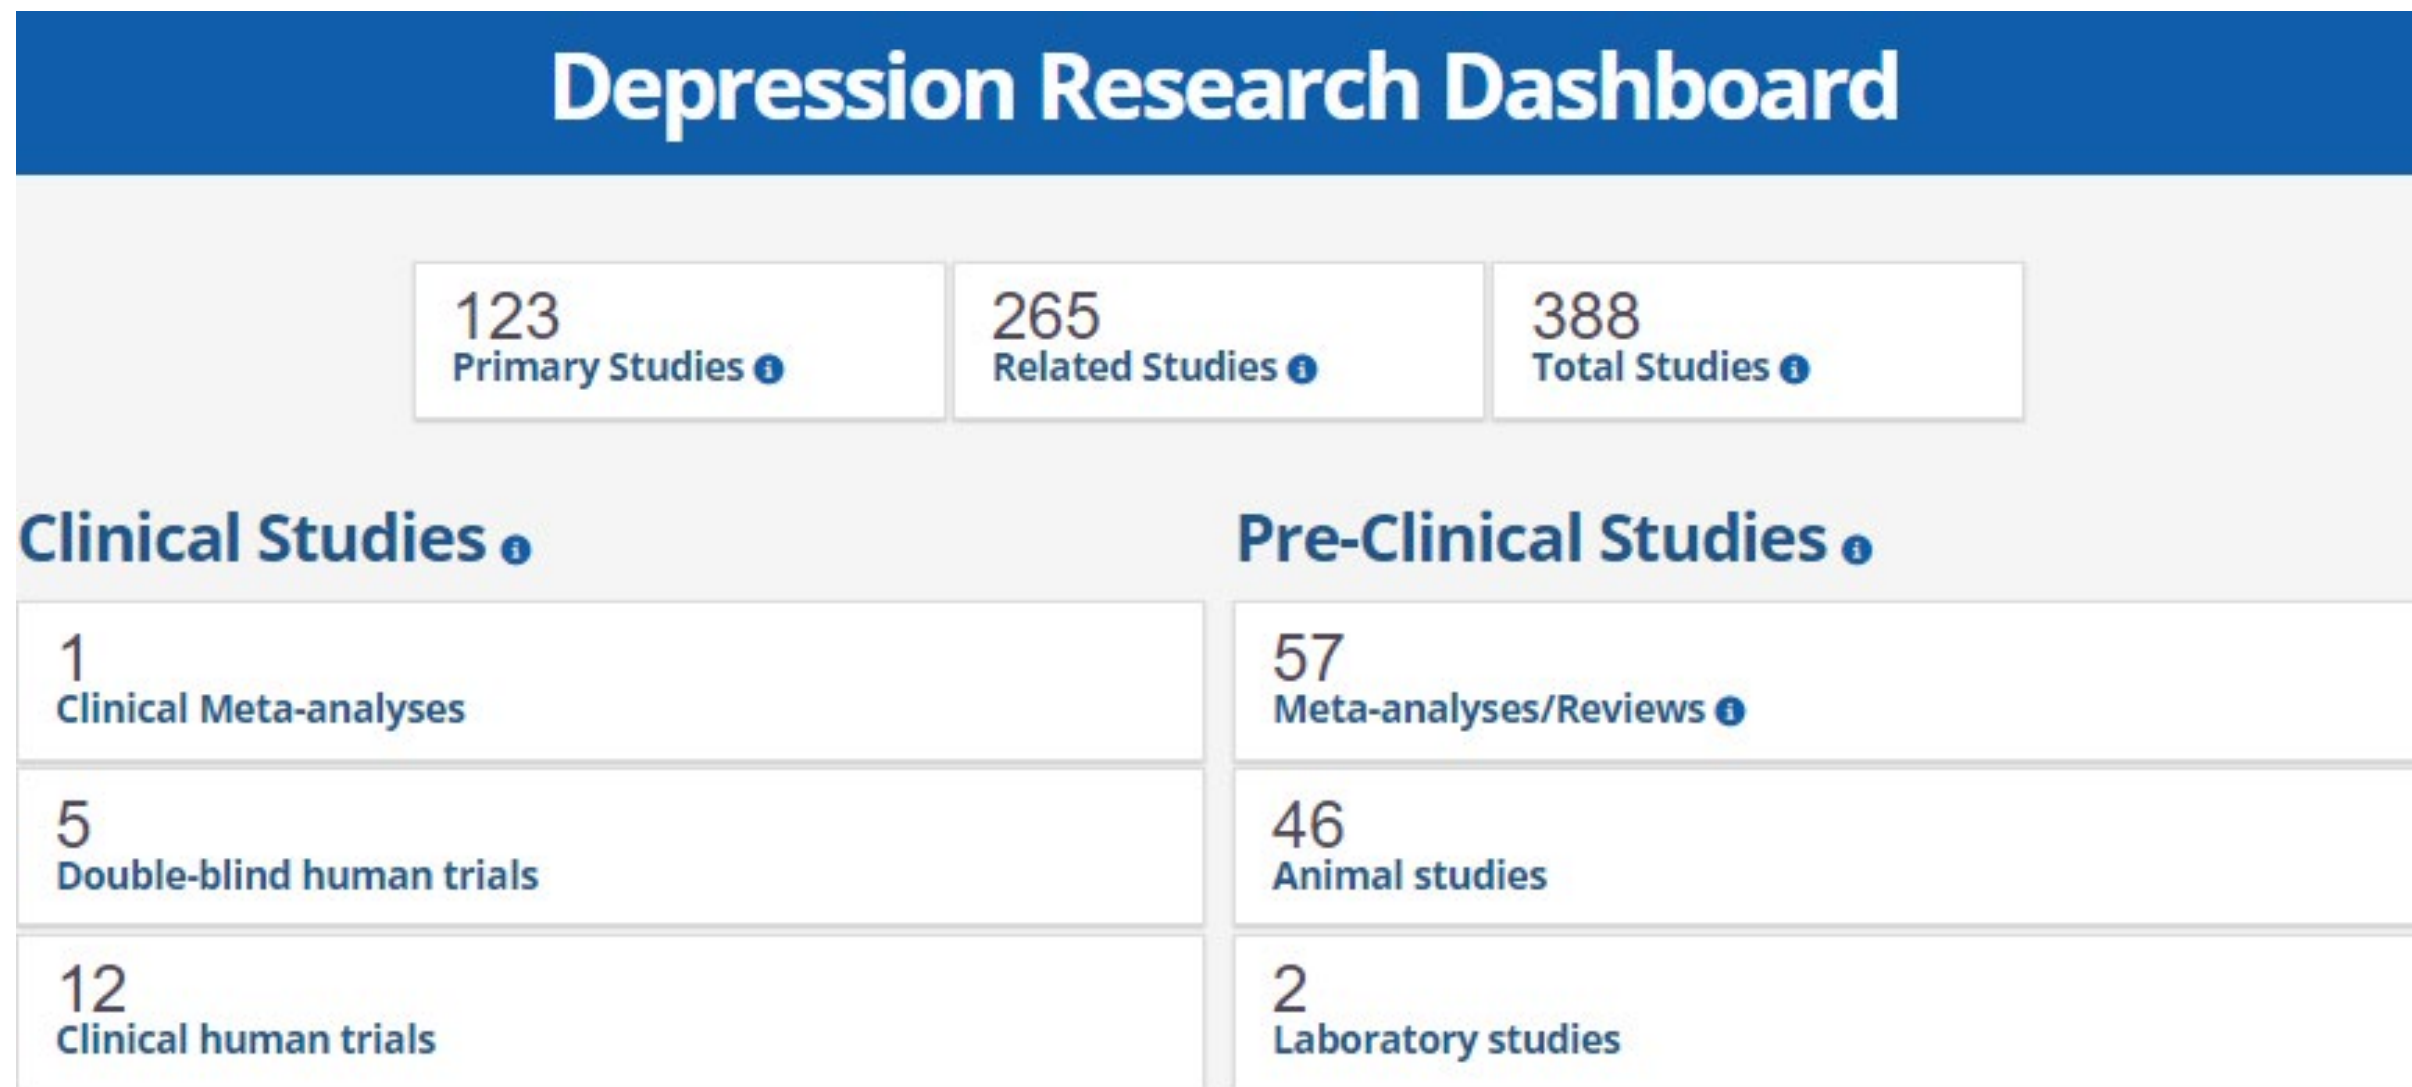 Depression Research Dashboard
123
Primary Studies
265
Related Studies
388
Total Studies
Clinical Studies
1
Clinical Meta-analyses
5
Double-blind human trials
12
Clinical human trials
Pre-Clinical Studies
57
Meta-analyses/Reviews
46
Animal studies
2
Laboratory studies